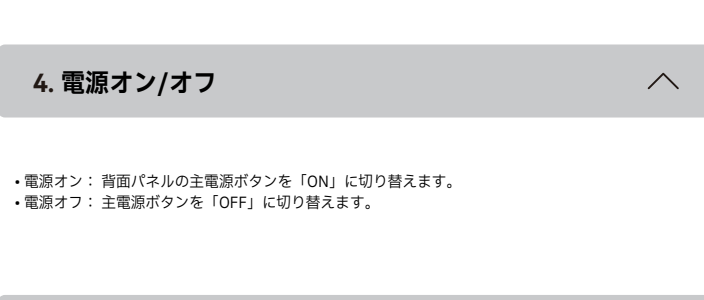 4. 電源オン/オフ
• 電源オン： 背面パネルの主電源ボタンを「ON」に切り替えます。
• 電源オフ： 主電源ボタンを「OFF」に切り替えます。